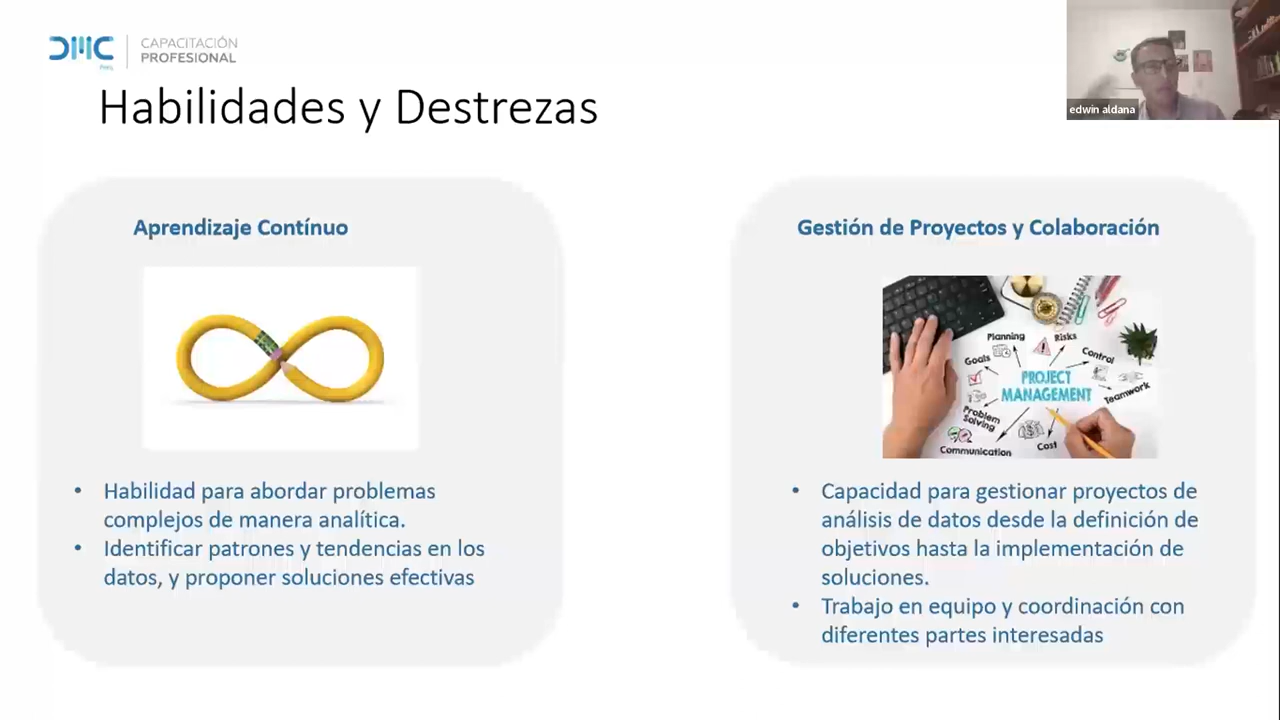 DMC
Perú
CAPACITACIÓN
PROFESIONAL
edwin aldana
Habilidades y Destrezas
Aprendizaje Contínuo
• Habilidad para abordar problemas
complejos de manera analítica.
• Identificar patrones y tendencias en los
datos, y proponer soluciones efectivas
Gestión de Proyectos y Colaboración
Planning
Risks
Goals
Control
PROJECT
MANAGEMENT
Teamwork
Problem
Solving
Communication
Cost
• Capacidad para gestionar proyectos de
análisis de datos desde la definición de
objetivos hasta la implementación de
soluciones.
• Trabajo en equipo y coordinación con
diferentes partes interesadas